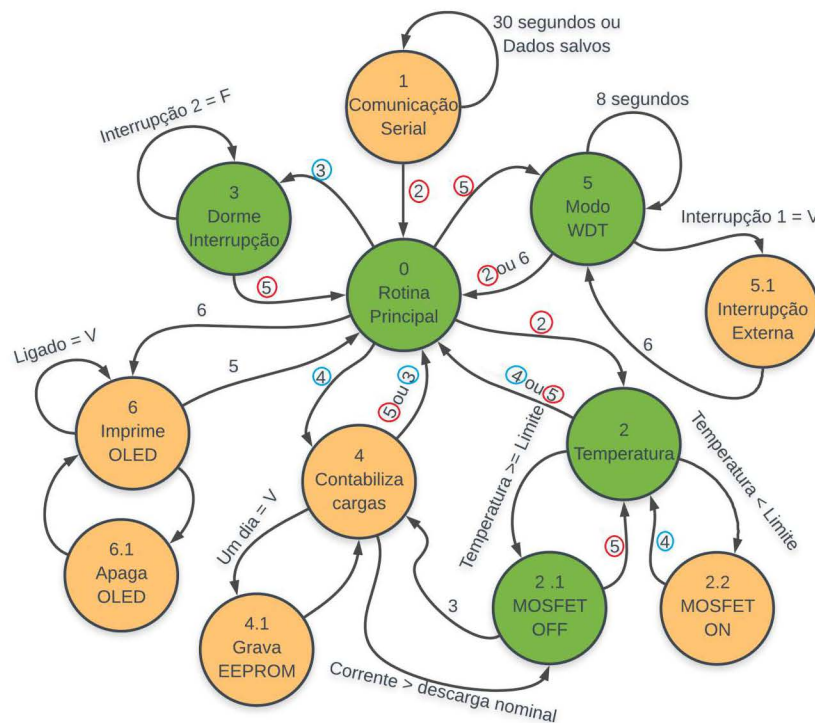 30 segundos ou
Dados salvos
1
Comunicação
Serial
8 segundos
Interrupção 2 = F
3
2
5
3
Dorme
Interrupção
5
Modo
WDT
Interrupção 1 = V
5
2 ou 6
0
Rotina
Principal
5.1
Interrupção
Externa
6
6
2
Ligado = V
5
4
5 ou 3
4 ou 5
6
Imprime
OLED
4
Contabiliza
cargas
2
Temperatura
Temperatura >= Limite
Temperatura < Limite
Um dia = V
6.1
Apaga
OLED
5
4
2 .1
MOSFET
OFF
2.2
MOSFET
ON
3
4.1
Grava
EEPROM
Corrente > descarga nominal